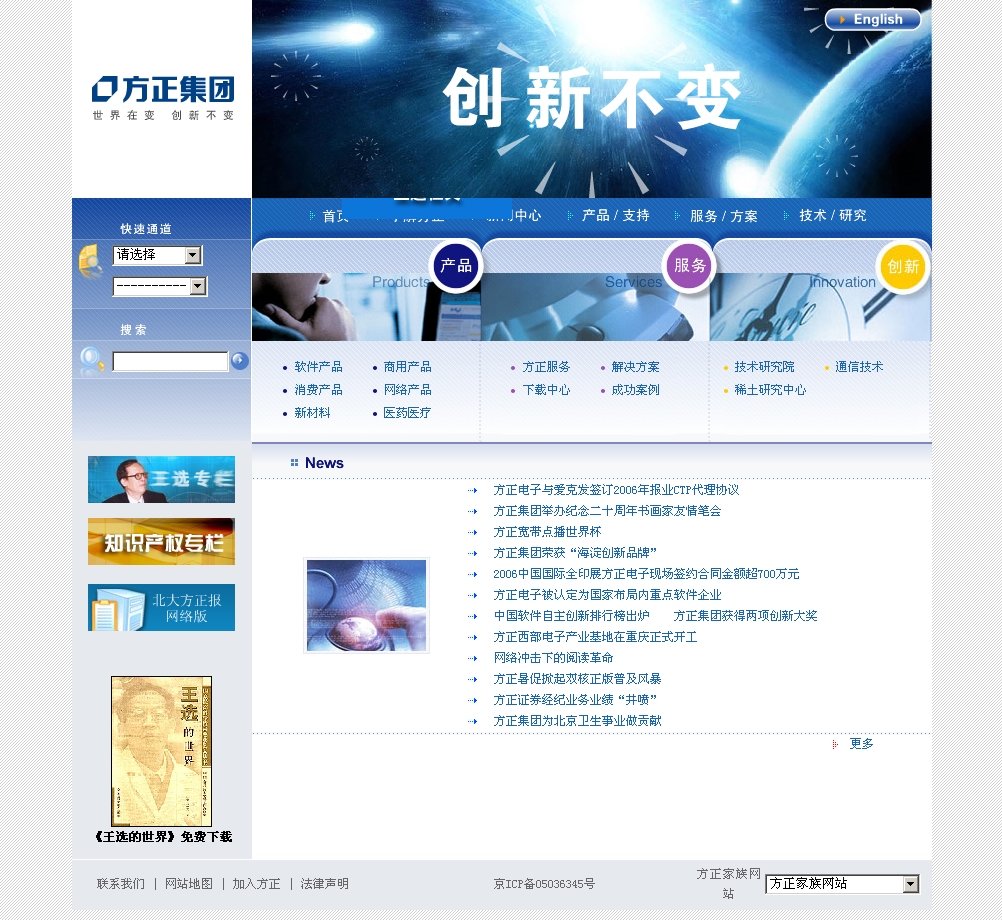 方正集团
世界在变 创新不变
English
创新不变
首页
新闻中心
产品 / 支持
服务 / 方案
技术 / 研究
快速通道
请选择
----------
搜索
产品
Products
服务
Services
创新
Innovation
软件产品 商用产品
消费产品 网络产品
新材料 医药医疗
方正服务 解决方案
下载中心 成功案例
技术研究院 通信技术
稀土研究中心
王选专栏
知识产权专栏
北大方正报
网络版
王选的世界
《王选的世界》免费下载
News
方正电子与爱克发签订2006年报业CTP代理协议
方正集团举办纪念二十周年书画家友情笔会
方正宽带点播世界杯
方正集团荣获“海淀创新品牌”
2006中国国际全印展方正电子现场签约合同金额超700万元
方正电子被认定为国家布局内重点软件企业
中国软件自主创新排行榜出炉 方正集团获得两项创新大奖
方正西部电子产业基地在重庆正式开工
网络冲击下的阅读革命
方正暑促掀起双核正版普及风暴
方正证券经纪业务业绩“井喷”
方正集团为北京卫生事业做贡献
更多
联系我们 | 网站地图 | 加入方正 | 法律声明
京ICP备05036345号
方正家族网
站
方正家族网站